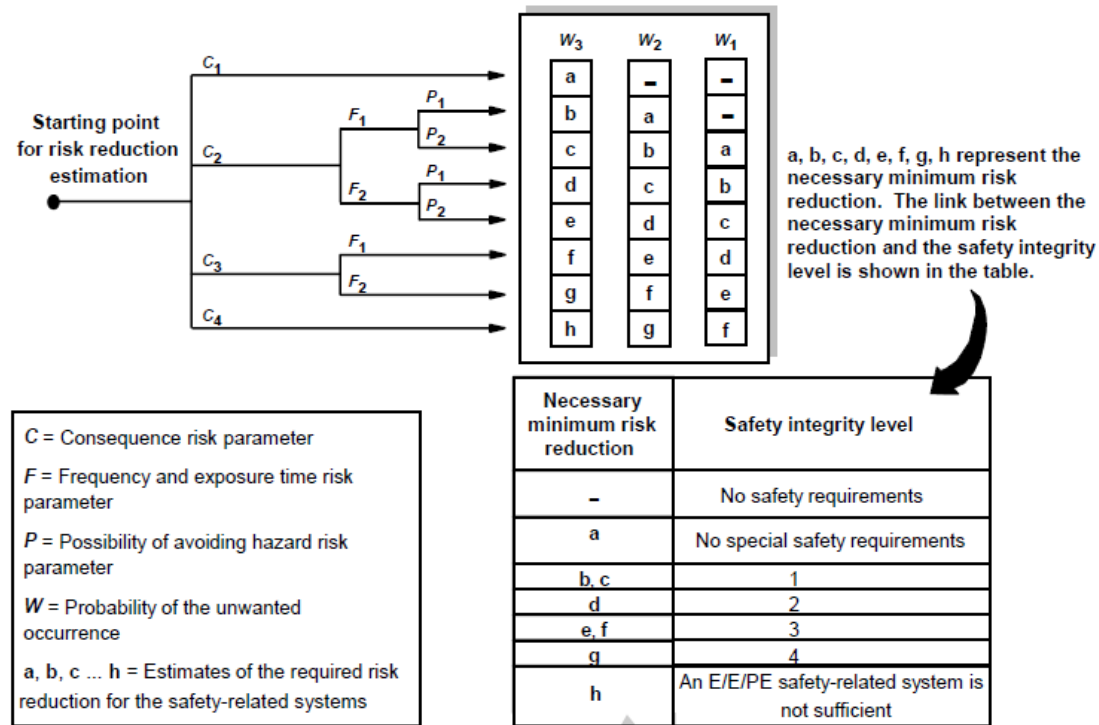 W3 W2 W1
C1
a - -
P1
F1
b a -
P2
Starting point
for risk reduction
estimation
C2
c b a
P1
d c b
F2
P2
e d c
F1
C3
f e d
F2
g f e
C4
h g f
a, b, c, d, e, f, g, h represent the
necessary minimum risk
reduction. The link between the
necessary minimum risk
reduction and the safety integrity
level is shown in the table.
C = Consequence risk parameter
F = Frequency and exposure time risk
parameter
P = Possibility of avoiding hazard risk
parameter
W = Probability of the unwanted
occurrence
a, b, c ... h = Estimates of the required risk
reduction for the safety-related systems
Necessary
minimum risk
reduction
Safety integrity level
- No safety requirements
a No special safety requirements
b, c 1
d 2
e, f 3
g 4
h An E/E/PE safety-related system is
not sufficient